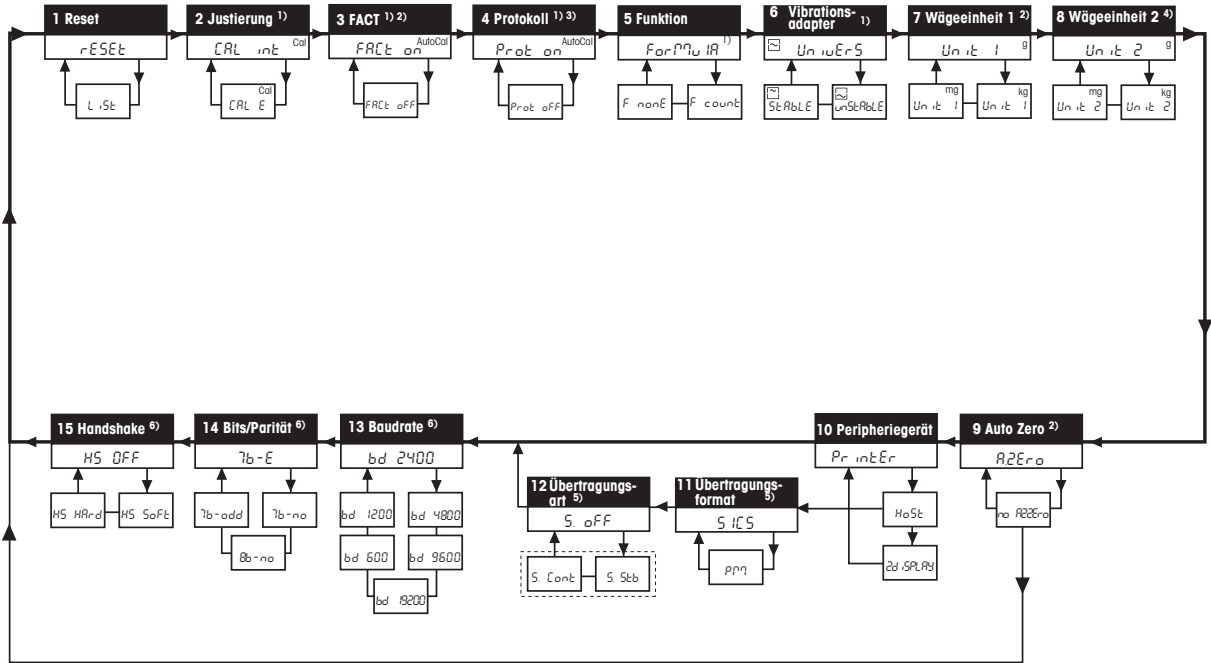 1 Reset
rESEt
L iSt
2 Justierung 1)
CAL int Cal
CAL E Cal
3 FACT 1) 2)
FACt on AutoCal
FACt oFF
4 Protokoll 1) 3)
Prot on AutoCal
Prot oFF
5 Funktion
ForMulA 1)
F nonE
F count
6 Vibrations-
adapter 1)
UniuErS
StAbLE
unStAbLE
7 Wägeeinheit 1 2)
Unit 1 g
Unit 1 mg
Unit 1 kg
8 Wägeeinheit 2 4)
Unit 2 g
Unit 2 mg
Unit 2 kg
15 Handshake 6)
HS OFF
HS HArd
HS SoFt
14 Bits/Parität 6)
7b-E
7b-odd
7b-no
8b-no
13 Baudrate 6)
bd 2400
bd 1200
bd 4800
bd 600
bd 9600
bd 19200
12 Übertragungs-
art 5)
S. oFF
S. Cont
S. Stb
11 Übertragungs-
format 5)
S ICS
PM
10 Peripheriegerät
PrintEr
HoSt
2.diSPLAY
9 Auto Zero 2)
A.ZEro
no A.ZEro